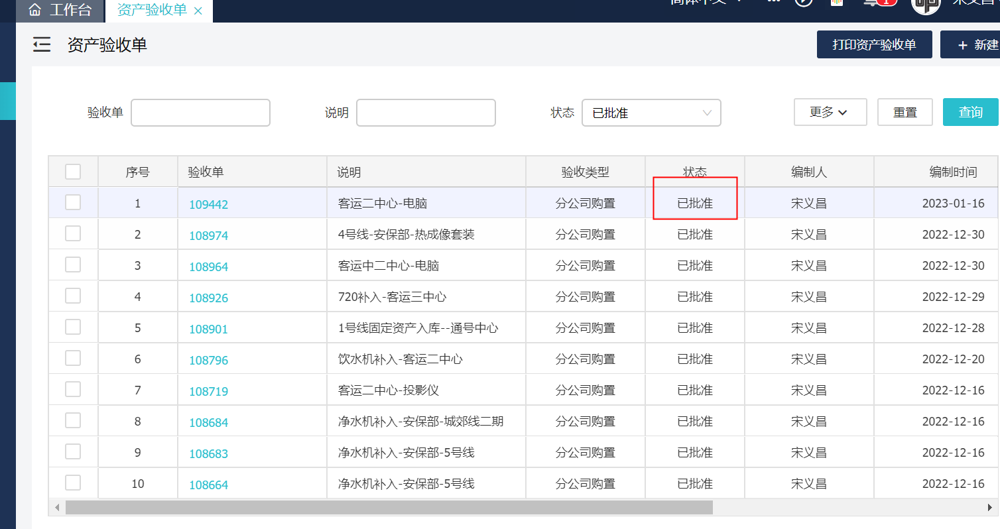 工作台 资产验收单
1
资产验收单 打印资产验收单 + 新建
验收单 说明 状态 已批准 更多 重置 查询
序号 验收单 说明 验收类型 状态 编制人 编制时间
1 109442 客运二中心-电脑 分公司购置 已批准 宋义昌 2023-01-16
2 108974 4号线-安保部-热成像套装 分公司购置 已批准 宋义昌 2022-12-30
3 108964 客运中二中心-电脑 分公司购置 已批准 宋义昌 2022-12-30
4 108926 720补入-客运三中心 分公司购置 已批准 宋义昌 2022-12-29
5 108901 1号线固定资产入库--通号中心 分公司购置 已批准 宋义昌 2022-12-28
6 108796 饮水机补入-客运二中心 分公司购置 已批准 宋义昌 2022-12-20
7 108719 客运二中心-投影仪 分公司购置 已批准 宋义昌 2022-12-16
8 108684 净水机补入-安保部-城郊线二期 分公司购置 已批准 宋义昌 2022-12-16
9 108683 净水机补入-安保部-5号线 分公司购置 已批准 宋义昌 2022-12-16
10 108664 净水机补入-安保部-5号线 分公司购置 已批准 宋义昌 2022-12-16